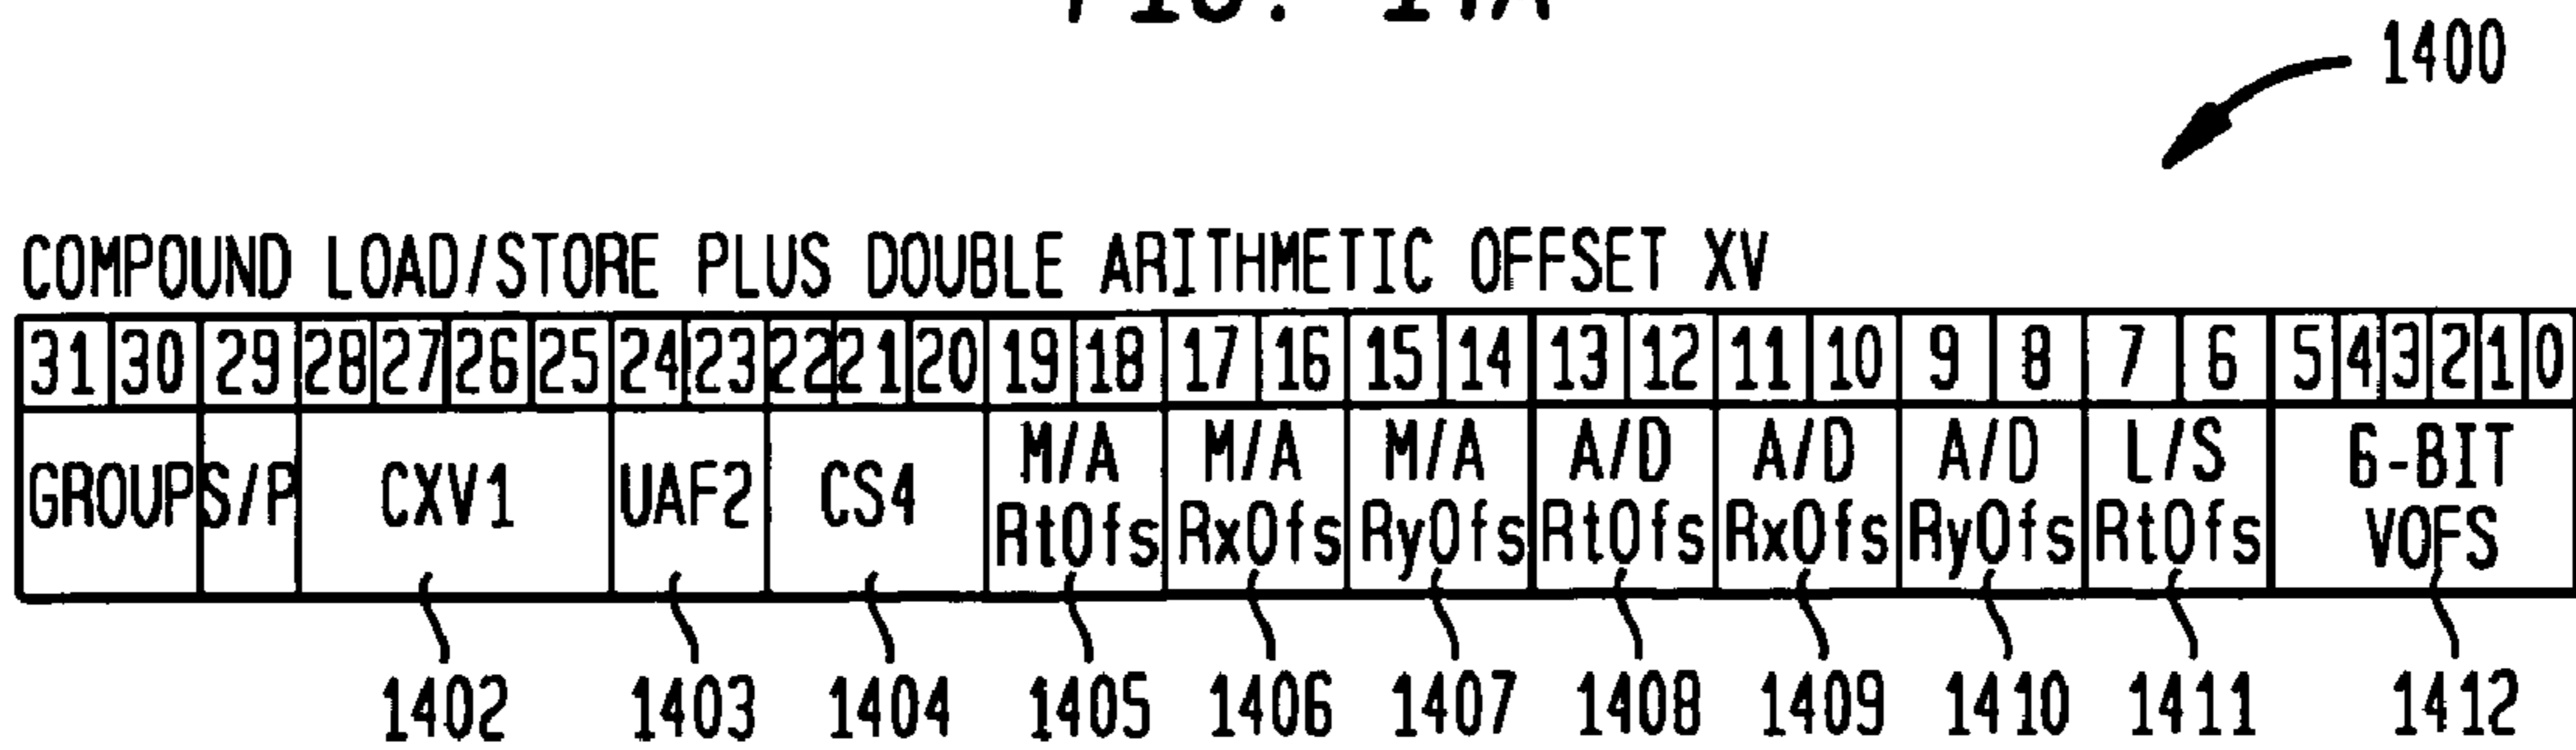 FIG. 14A
1400
COMPOUND LOAD/STORE PLUS DOUBLE ARITHMETIC OFFSET XV
31 30 29 28 27 26 25 24 23 22 21 20 19 18 17 16 15 14 13 12 11 10 9 8 7 6 5 4 3 2 1 0
GROUP S/P CXV1 UAF2 CS4 M/A RtOfs M/A RxOfs M/A RyOfs A/D RtOfs A/D RxOfs A/D RyOfs L/S RtOfs 6-BIT VOFS
1402 1403 1404 1405 1406 1407 1408 1409 1410 1411 1412